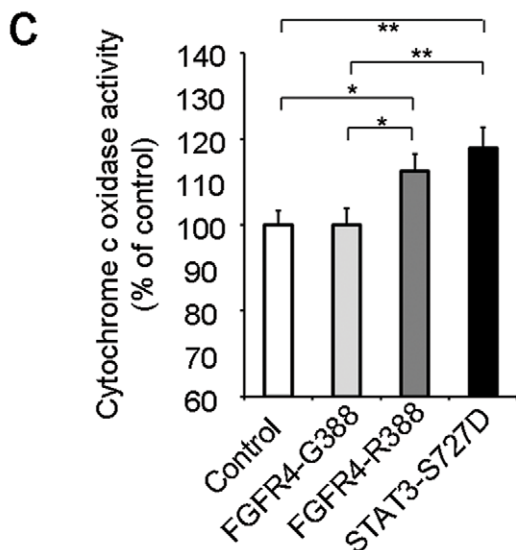 C
**
**
*
*
Cytochrome c oxidase activity
(% of control)
140
130
120
110
100
90
80
70
60
Control
FGFR4-G388
FGFR4-R388
STAT3-S727D